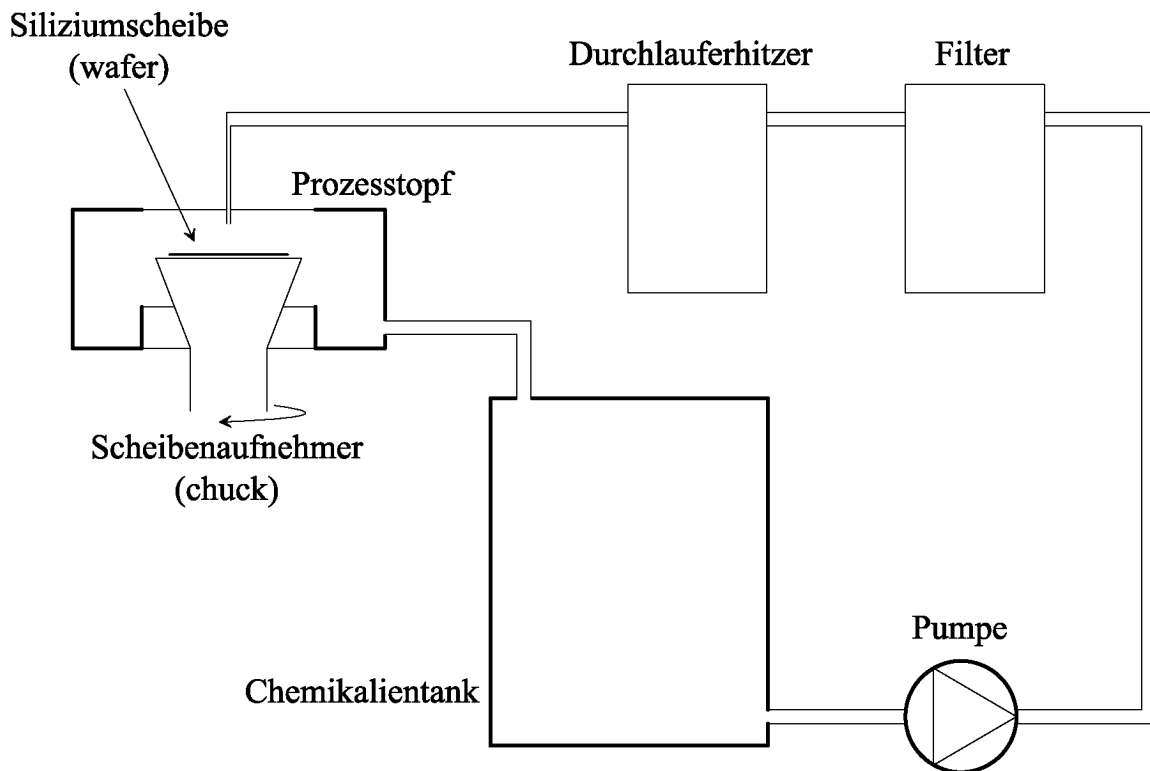 Siliziumscheibe
(wafer)
Durchlauferhitzer
Filter
Prozesstopf
Scheibenaufnehmer
(chuck)
Pumpe
Chemikalientank